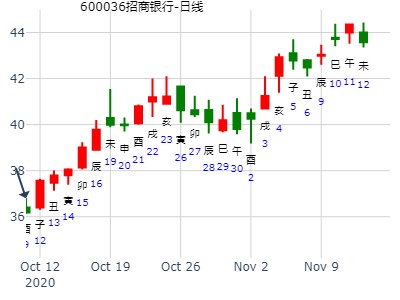 600036招商银行-日线
44
42
40
38
36
酉
9
子
12
丑
13
寅
14
卯
15
辰
16
未
19
申
20
酉
21
戌
22
亥
23
寅
26
卯
27
辰
28
巳
29
午
30
酉
2
戌
3
亥
4
子
5
丑
6
辰
9
巳
10
午
11
未
12
Oct 12
2020
Oct 19
Oct 26
Nov 2
Nov 9